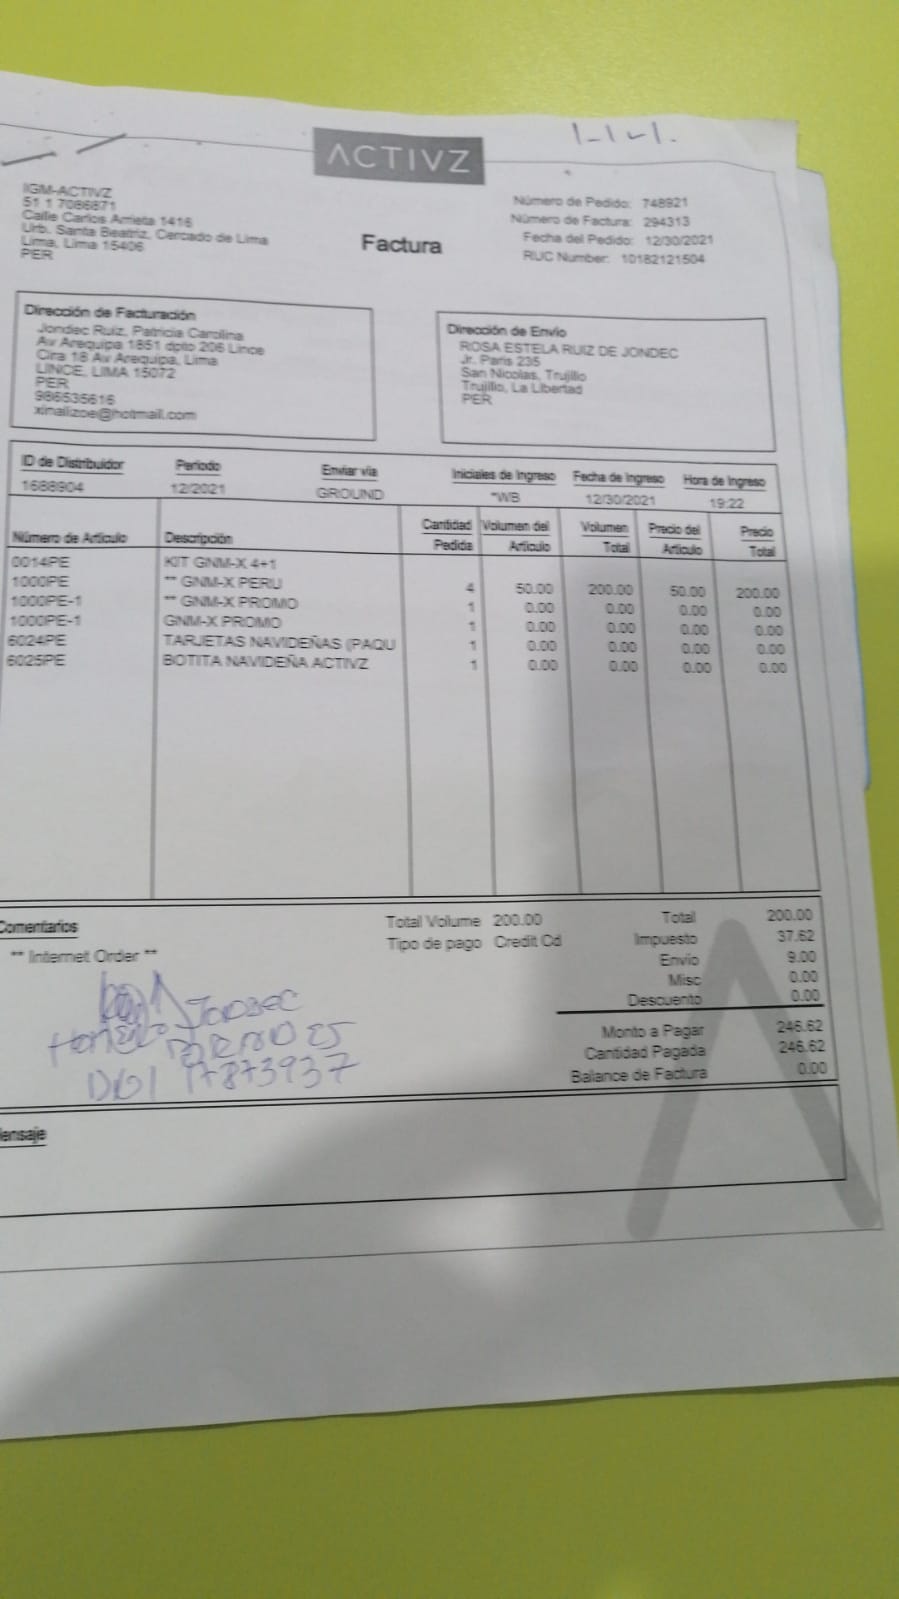 ACTIVZ
IGM-ACTIVZ
51 1 7086871
Calle Carlos Arrieta 1416
Urb. Santa Beatriz, Cercado de Lima
Lima, Lima 15406
PER
Factura
Número de Pedido: 748921
Número de Factura: 294313
Fecha del Pedido: 12/30/2021
RUC Number: 10182121504
Dirección de Facturación
Jondec Ruiz, Patricia Carolina
Av Arequipa 1851 dpto 206 Lince
Cira 18 Av Arequipa, Lima
LINCE, LIMA 15072
PER
986535616
xinailizoe@hotmail.com
Dirección de Envío
ROSA ESTELA RUIZ DE JONDEC
Jr. Paris 235
San Nicolas, Trujillo
Trujillo, La Libertad
PER
ID de Distribuidor Período Enviar vía Iniciales de Ingreso Fecha de Ingreso Hora de Ingreso
1688904 12/2021 GROUND *WB 12/30/2021 19:22
Número de Artículo Descripción Cantidad Pedida Volumen del Artículo Volumen Total Precio del Artículo Precio Total
0014PE KIT GNM-X 4+1
1000PE ** GNM-X PERU 4 50.00 200.00 50.00 200.00
1000PE-1 ** GNM-X PROMO 1 0.00 0.00 0.00 0.00
1000PE-1 GNM-X PROMO 1 0.00 0.00 0.00 0.00
6024PE TARJETAS NAVIDEÑAS (PAQU 1 0.00 0.00 0.00 0.00
6025PE BOTITA NAVIDEÑA ACTIVZ 1 0.00 0.00 0.00 0.00
Comentarios
** Internet Order **
Total Volume 200.00
Tipo de pago Credit Cd
Total 200.00
Impuesto 37.62
Envío 9.00
Misc 0.00
Descuento 0.00
Monto a Pagar 246.62
Cantidad Pagada 246.62
Balance de Factura 0.00
Jondec
17873937
ensaje